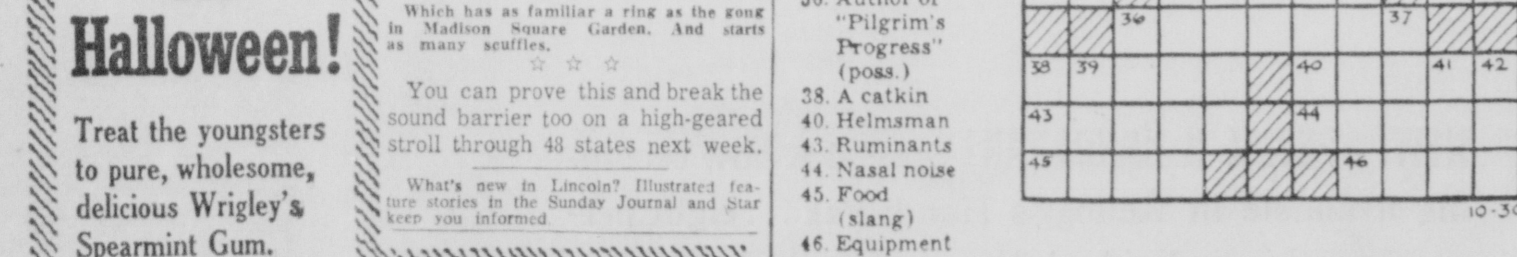 Halloween!
Treat the youngsters
to pure, wholesome,
delicious Wrigley's
Spearmint Gum.
Which has as familiar a ring as the gong
in Madison Square Garden. And starts
as many scuffles.
☆ ☆ ☆
You can prove this and break the
sound barrier too on a high-geared
stroll through 48 states next week.
What's new in Lincoln? Illustrated fea-
ture stories in the Sunday Journal and Star
keep you informed.
36. Author of
"Pilgrim's
Progress"
(poss.)
38. A catkin
40. Helmsman
43. Ruminants
44. Nasal noise
45. Food
(slang)
46. Equipment
36 37
38 39 40 41 42
43 44
45 46
10-30